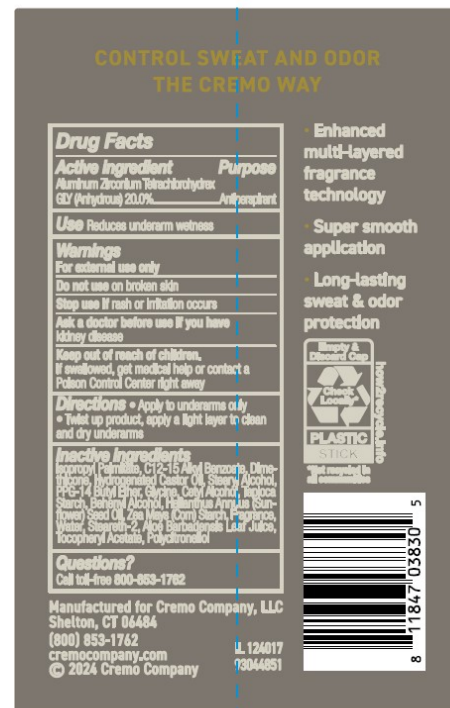 CONTROL SWEAT AND ODOR
THE CREMO WAY
Drug Facts
Active Ingredient Purpose
Aluminum Zirconium Tetrachlorohydrex
GLY (Anhydrous) 20.0% Antiperspirant
Use Reduces underarm wetness
Warnings
For external use only
Do not use on broken skin
Stop use if rash or irritation occurs
Ask a doctor before use if you have
kidney disease
Keep out of reach of children.
If swallowed, get medical help or contact a
Poison Control Center right away
Directions • Apply to underarms only
• Twist up product, apply a light layer to clean
and dry underarms
Inactive Ingredients
Isopropyl Palmitate, C12-15 Alkyl Benzoate, Dime-
thicone, Hydrogenated Castor Oil, Stearyl Alcohol,
PPG-14 Butyl Ether, Glycine, Cetyl Alcohol, Tapioca
Starch, Behenyl Alcohol, Helianthus Annuus (Sun-
flower) Seed Oil, Zea Mays (Corn) Starch, Fragrance,
Water, Steareth-2, Aloe Barbadensis Leaf Juice,
Tocopheryl Acetate, Polycitronellol
Questions?
Call toll-free 800-853-1762
Manufactured for Cremo Company, LLC
Shelton, CT 06484
(800) 853-1762
cremocompany.com
© 2024 Cremo Company
IL 124017
03044851
• Enhanced
multi-layered
fragrance
technology
• Super smooth
application
• Long-lasting
sweat & odor
protection
Empty &
Discard Cap
Check
Locally*
PLASTIC
STICK
*Not recycled in
all communities
how2recycle.info
8 11847 03830 5